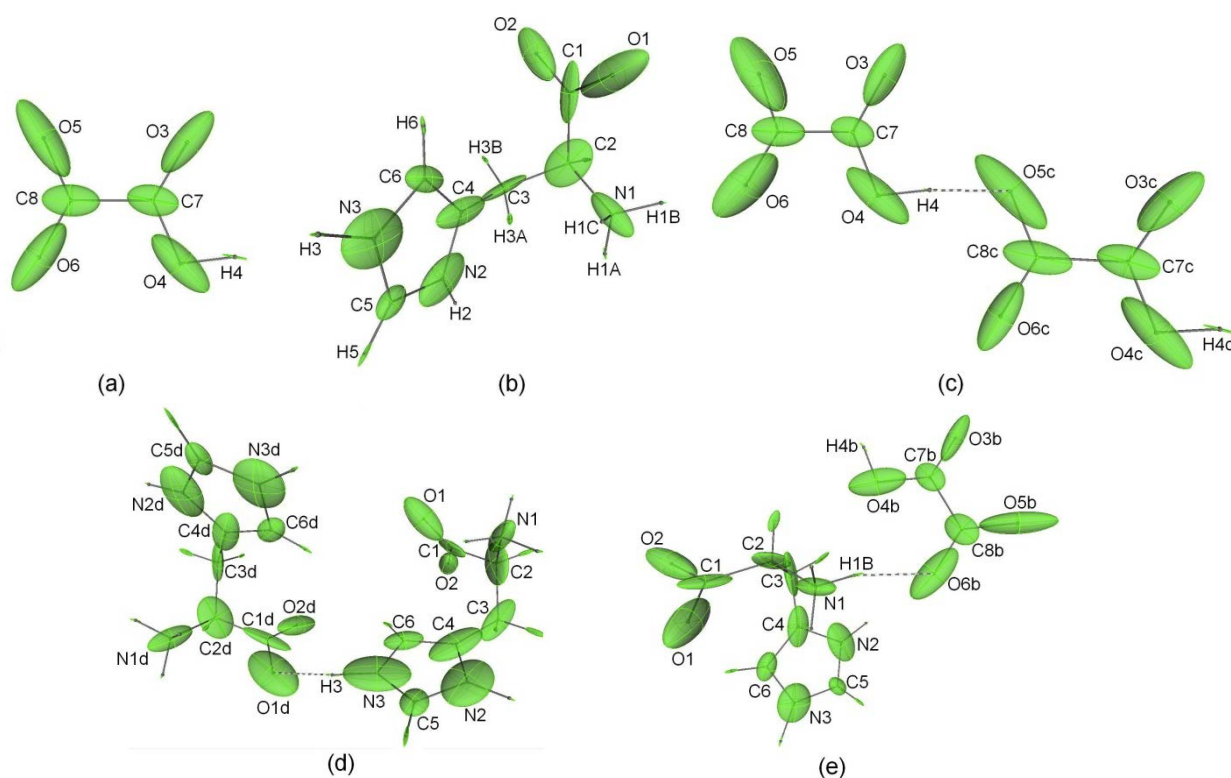 O5
O3
C8
C7
O6
O4
H4
(a)
O2
O1
C1
H6
H3B
C2
C6
C4
C3
N1
N3
H1C
H1B
H3
H3A
H1A
N2
C5
H2
H5
(b)
O5
O3
C8
C7
O5c
O3c
O6
O4
H4
C8c
C7c
O6c
O4c
H4c
(c)
C5d
N3d
N2d
O1
N1
C4d
C6d
C1
O2
C2
C3d
C1d
O2d
C6
C4
C3
N1d
C2d
O1d
H3
N3
C5
N2
(d)
H4b
C7b
O3b
O4b
O5b
O2
C2
C8b
C1
C3
H1B
O6b
N1
O1
C4
N2
C6
C5
N3
(e)